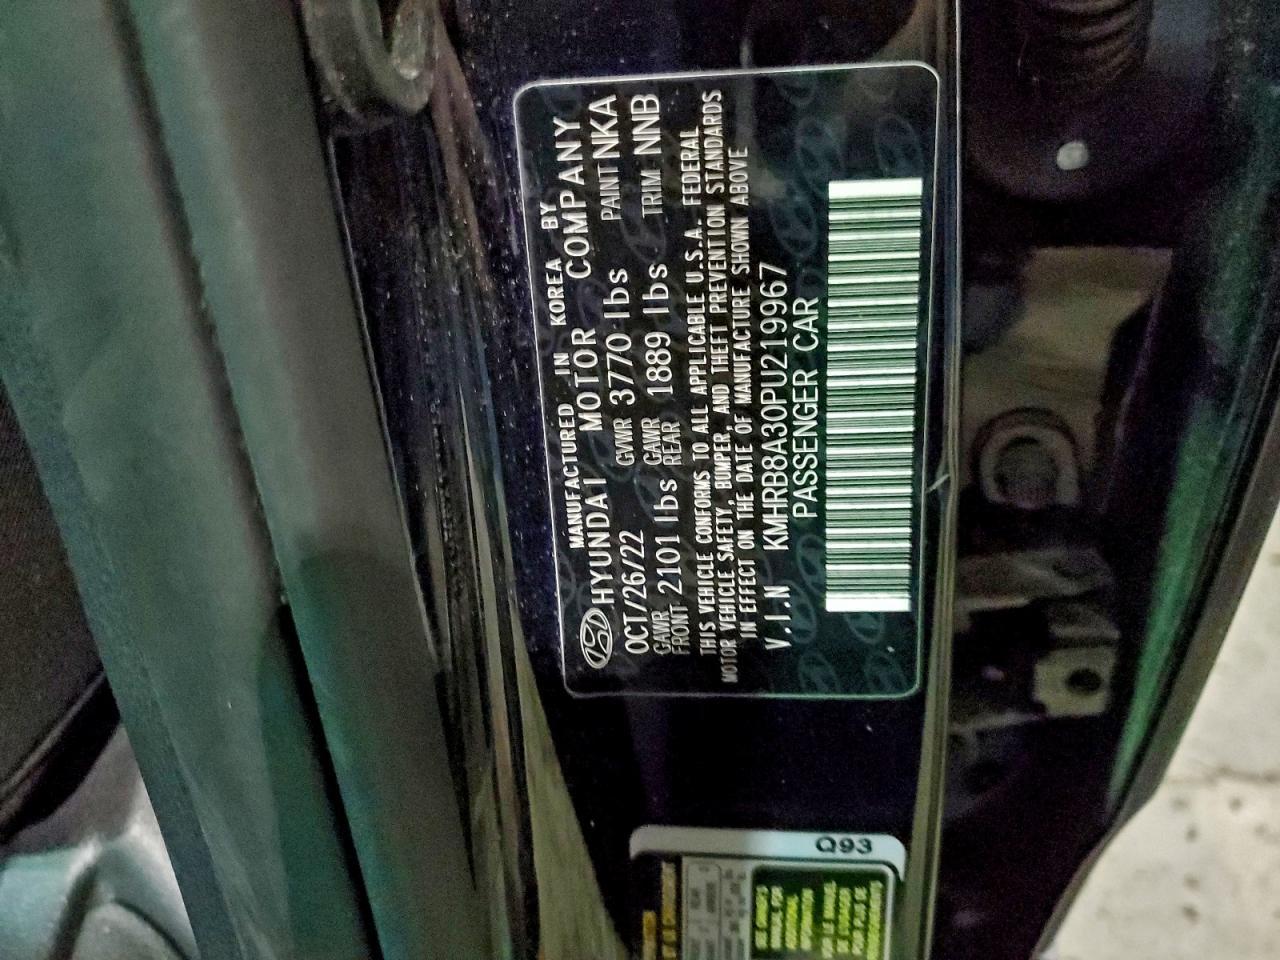 MANUFACTURED IN KOREA BY
HYUNDAI MOTOR COMPANY
OCT/26/22 GVWR 3770 lbs PAINT NKA
GAWR FRONT 2101 lbs GAWR REAR 1889 lbs TRIM NNB
THIS VEHICLE CONFORMS TO ALL APPLICABLE U.S.A. FEDERAL
MOTOR VEHICLE SAFETY, BUMPER, AND THEFT PREVENTION STANDARDS
IN EFFECT ON THE DATE OF MANUFACTURE SHOWN ABOVE
V.I.N KMHRB8A30PU219967
PASSENGER CAR
Q93